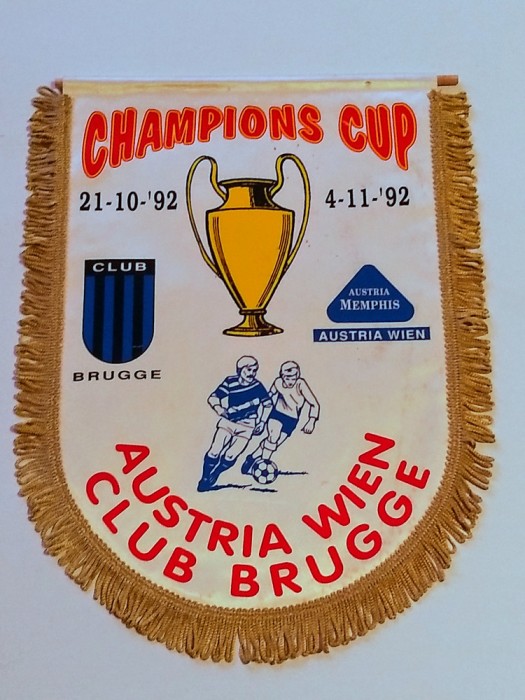 CHAMPIONS CUP
21-10-'92
4-11-'92
CLUB
BRUGGE
AUSTRIA
MEMPHIS
AUSTRIA WIEN
AUSTRIA WIEN
CLUB BRUGGE